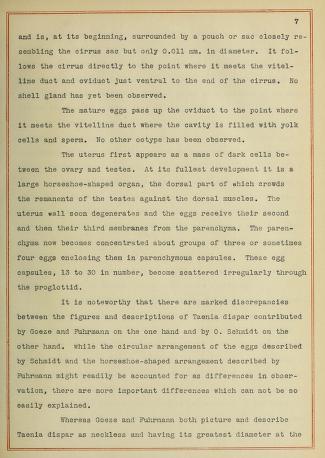 7
and is, at its beginning, surrounded by a pouch or sac closely re-
sembling the cirrus sac but only 0.011 mm. in diameter.  It fol-
lows the cirrus directly to the point where it meets the vitel-
line duct and oviduct just ventral to the end of the cirrus.  No
shell gland has yet been observed.
The mature eggs pass up the oviduct to the point where
it meets the vitelline duct where the cavity is filled with yolk
cells and sperm.  No other ootype has been observed.
The uterus first appears as a mass of dark cells be-
tween the ovary and testes.  At its fullest development it is a
large horseshoe-shaped organ, the dorsal part of which crowds
the remanents of the testes against the dorsal muscles.  The
uterus wall soon degenerates and the eggs receive their second
and then their third membranes from the parenchyma.  The paren-
chyma now becomes concentrated about groups of three or sometimes
four eggs enclosing them in parenchymous capsules.  These egg
capsules, 13 to 30 in number, become scattered irregularly through
the proglottid.
It is noteworthy that there are marked discrepancies
between the figures and descriptions of Taenia dispar contributed
by Goeze and Fuhrmann on the one hand and by O. Schmidt on the
other hand.  While the circular arrangement of the eggs described
by Schmidt and the horseshoe-shaped arrangement described by
Fuhrmann might readily be accounted for as differences in obser-
vation, there are more important differences which can not be so
easily explained.
Whereas Goeze and Fuhrmann both picture and describe
Taenia dispar as neckless and having its greatest diameter at the